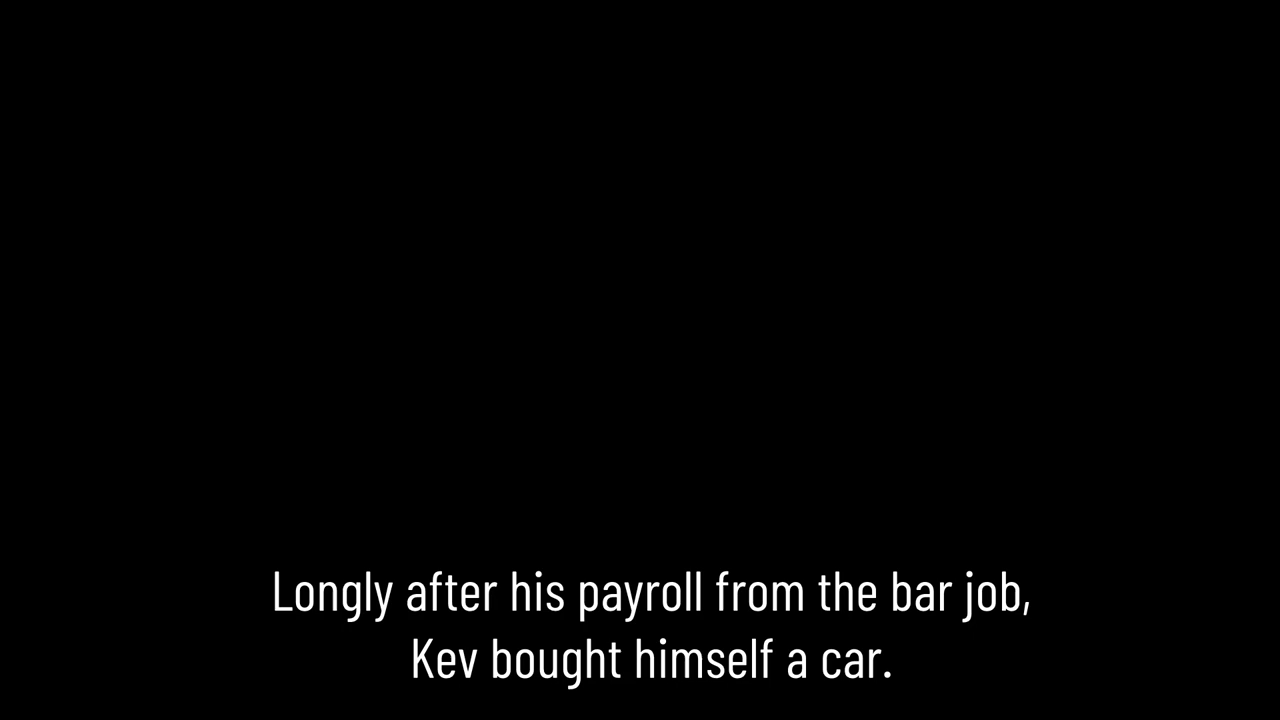 Longly after his payroll from the bar job,
Kev bought himself a car.